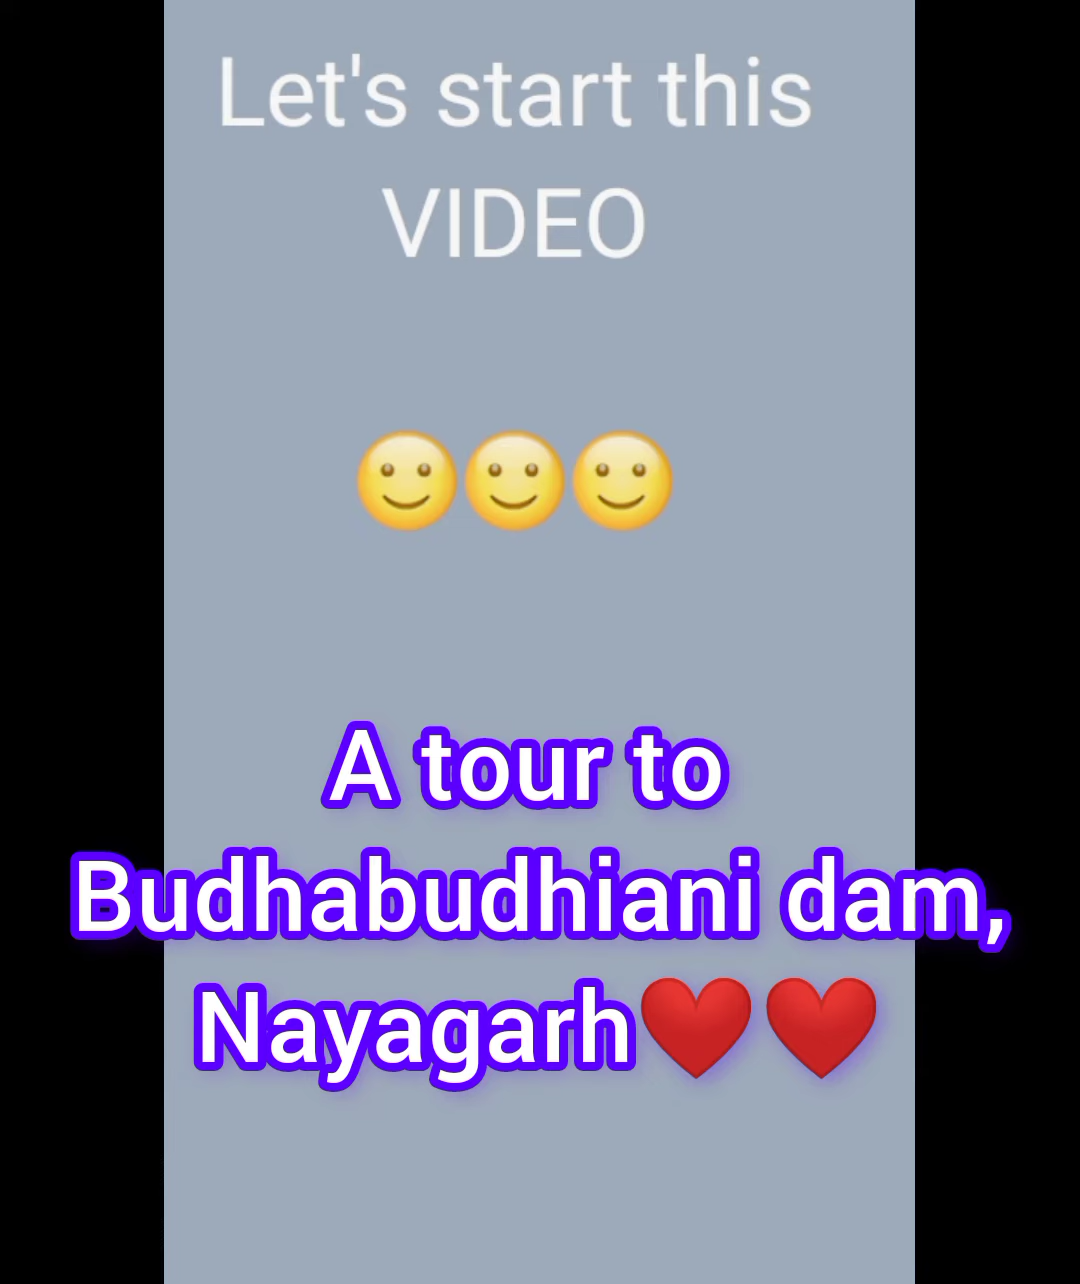 Let's start this
VIDEO
🙂🙂🙂
A tour to
Budhabudhiani dam,
Nayagarh❤️❤️